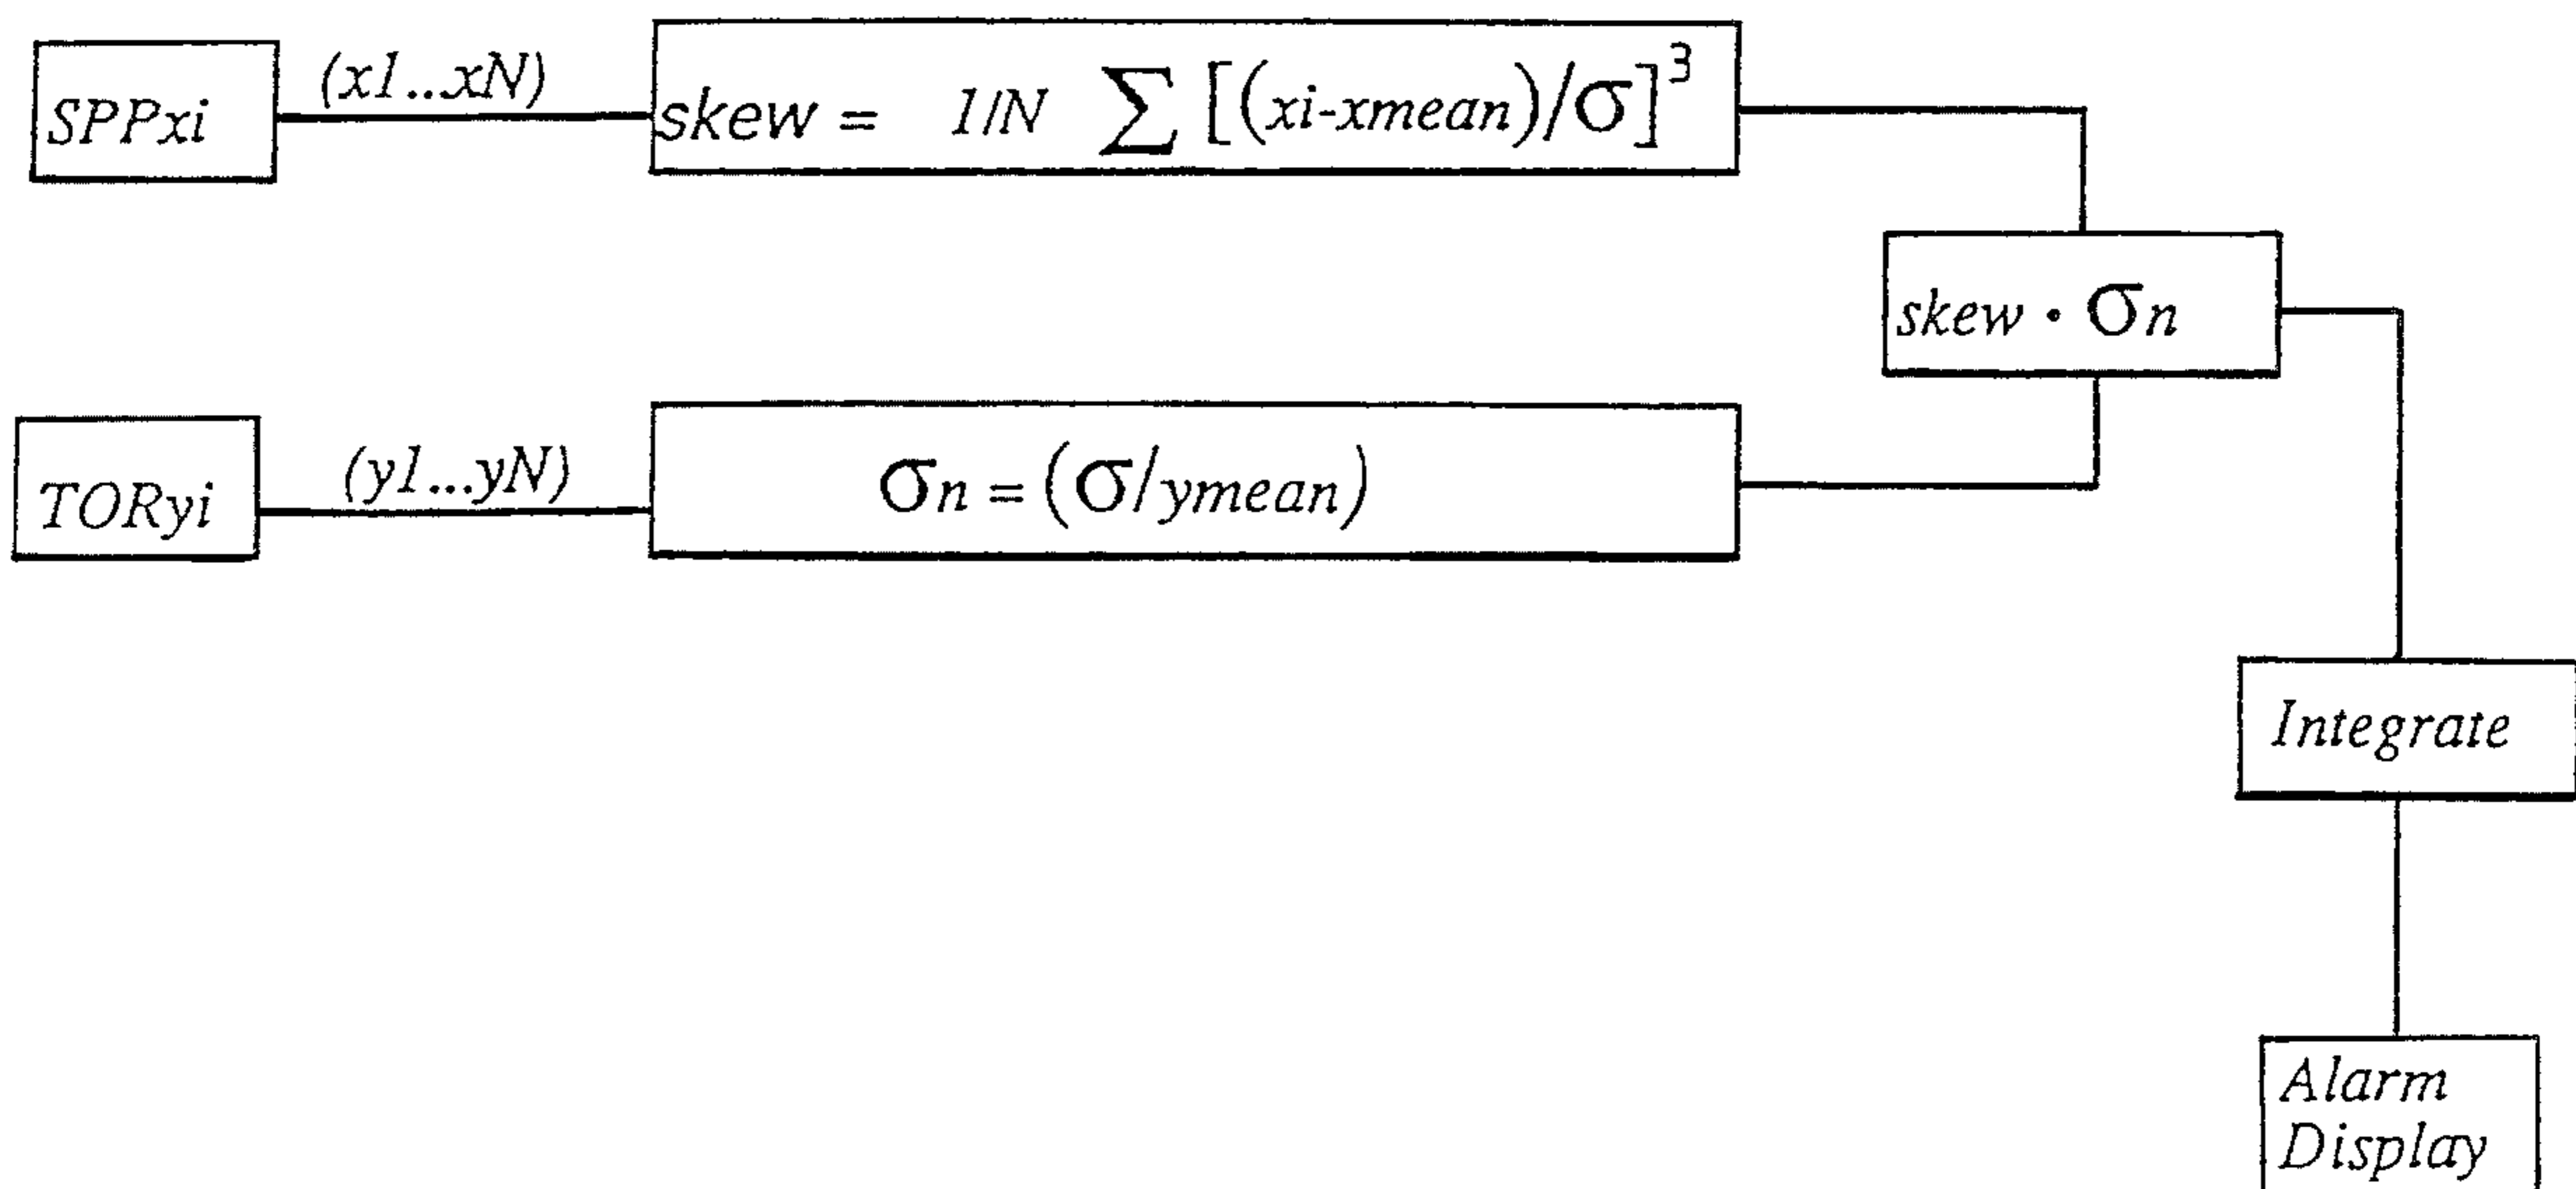 SPPxi
(x1...xN)
skew = 1/N ∑ [(xi-xmean)/σ]³
skew · σn
TORyi
(y1...yN)
σn = (σ/ymean)
Integrate
Alarm
Display